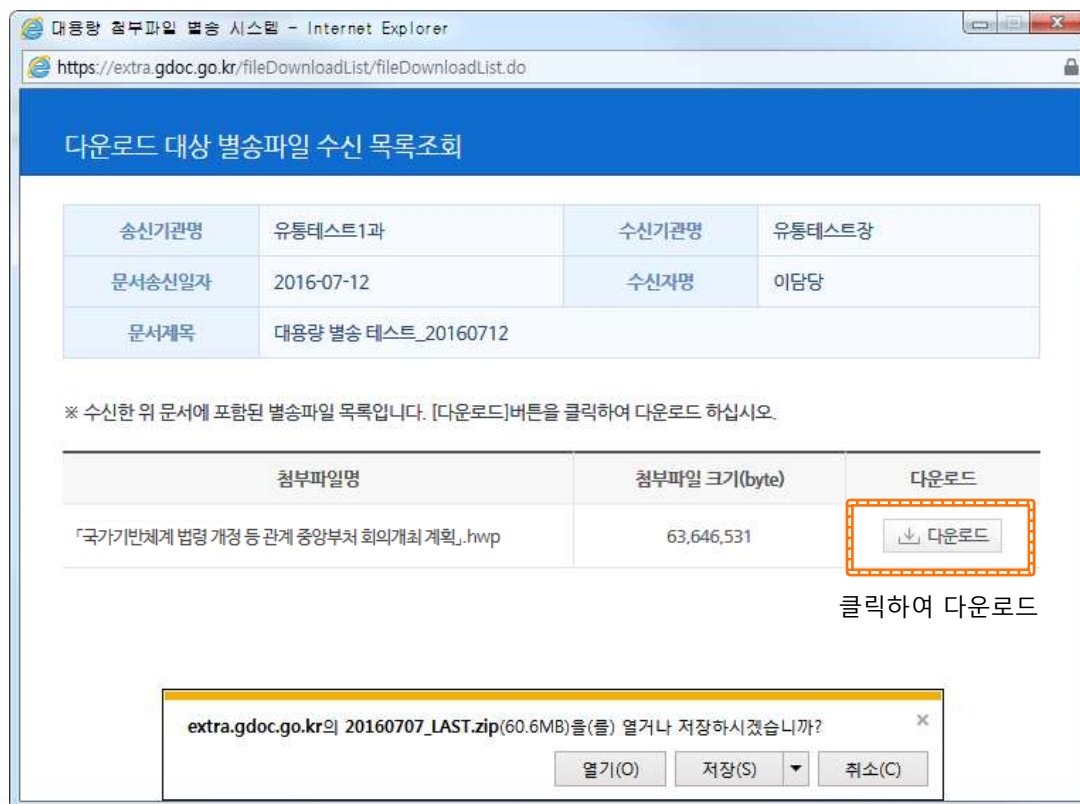 대용량 첨부파일 별송 시스템 - Internet Explorer
https://extra.gdoc.go.kr/fileDownloadList/fileDownloadList.do
다운로드 대상 별송파일 수신 목록조회
송신기관명 유통테스트1과 수신기관명 유통테스트장
문서송신일자 2016-07-12 수신자명 이담당
문서제목 대용량 별송 테스트_20160712
※ 수신한 위 문서에 포함된 별송파일 목록입니다. [다운로드]버튼을 클릭하여 다운로드 하십시오.
첨부파일명 첨부파일 크기(byte) 다운로드
「국가기반체계 법령 개정 등 관계 중앙부처 회의개최 계획」.hwp 63,646,531 다운로드
클릭하여 다운로드
extra.gdoc.go.kr의 20160707_LAST.zip(60.6MB)을(를) 열거나 저장하시겠습니까?
열기(O) 저장(S) 취소(C)